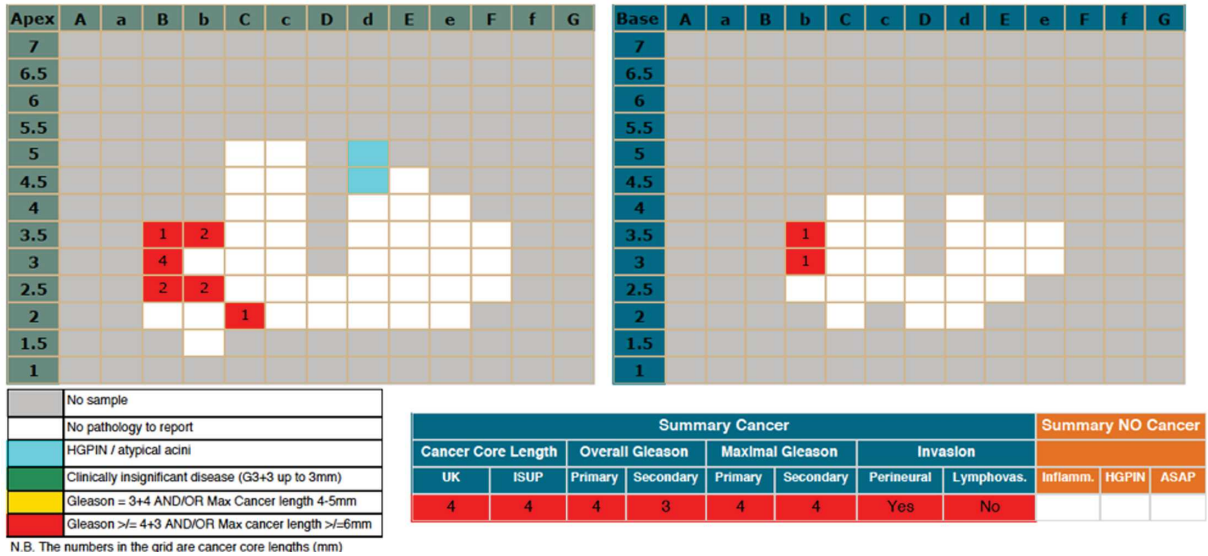 Apex A a B b C c D d E e F f G
7
6.5
6
5.5
5
4.5
4
3.5 1 2
3 4
2.5 2 2
2 1
1.5
1
Base A a B b C c D d E e F f G
7
6.5
6
5.5
5
4.5
4
3.5 1
3 1
2.5
2
1.5
1
No sample
No pathology to report
HGPIN / atypical acini
Clinically insignificant disease (G3+3 up to 3mm)
Gleason = 3+4 AND/OR Max Cancer length 4-5mm
Gleason >/= 4+3 AND/OR Max cancer length >/=6mm
N.B. The numbers in the grid are cancer core lengths (mm)
Summary Cancer Summary NO Cancer
Cancer Core Length Overall Gleason Maximal Gleason Invasion
UK ISUP Primary Secondary Primary Secondary Perineural Lymphovas. Inflamm. HGPIN ASAP
4 4 4 3 4 4 Yes No